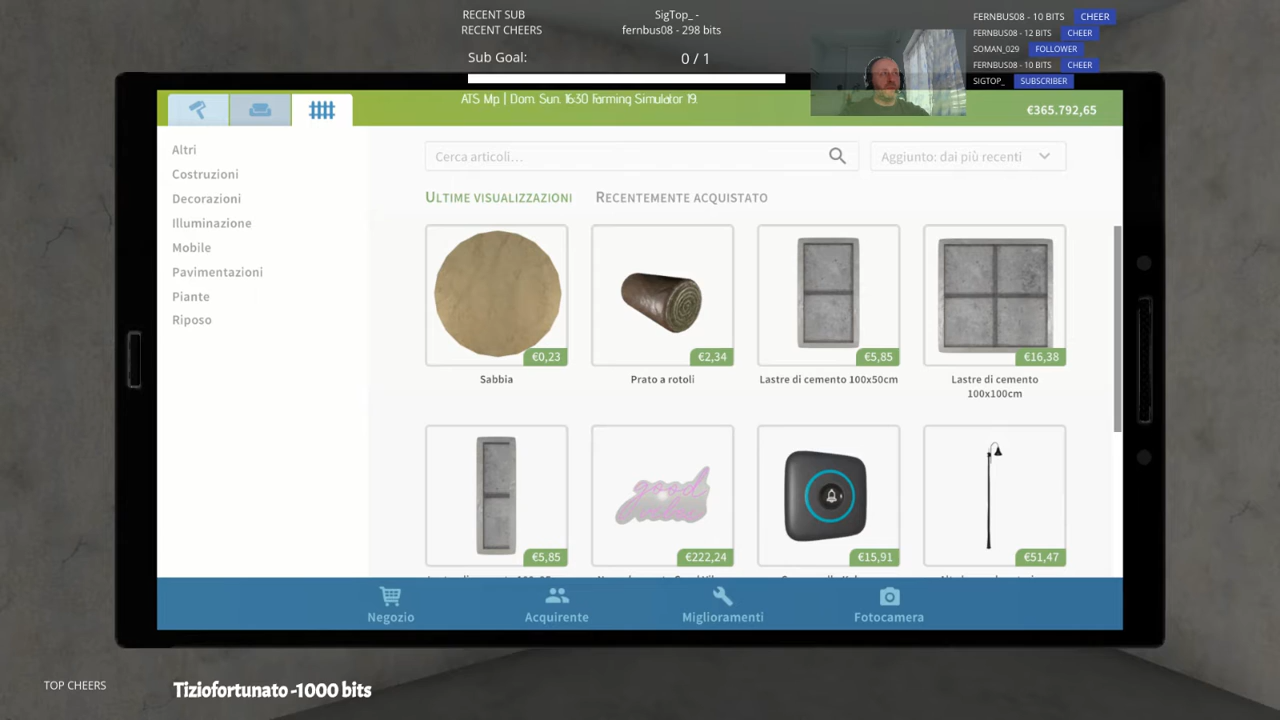 RECENT SUB
SigTop_ -
RECENT CHEERS
fernbus08 - 298 bits
Sub Goal:
0 / 1
FERNBUS08 - 10 BITS CHEER
FERNBUS08 - 12 BITS CHEER
SOMAN_029 FOLLOWER
FERNBUS08 - 10 BITS CHEER
SIGTOP_ SUBSCRIBER
ATS Mp | Dom. Sun. 16:30 Farming Simulator 19.
€365.792,65
Altri
Costruzioni
Decorazioni
Illuminazione
Mobile
Pavimentazioni
Piante
Riposo
Cerca articoli...
Aggiunto: dai più recenti
ULTIME VISUALIZZAZIONI
RECENTEMENTE ACQUISTATO
€0,23
€2,34
€5,85
€16,38
Sabbia
Prato a rotoli
Lastre di cemento 100x50cm
Lastre di cemento
100x100cm
good
€5,85
€222,24
€15,91
€51,47
Negozio
Acquirente
Miglioramenti
Fotocamera
TOP CHEERS
Tiziofortunato -1000 bits